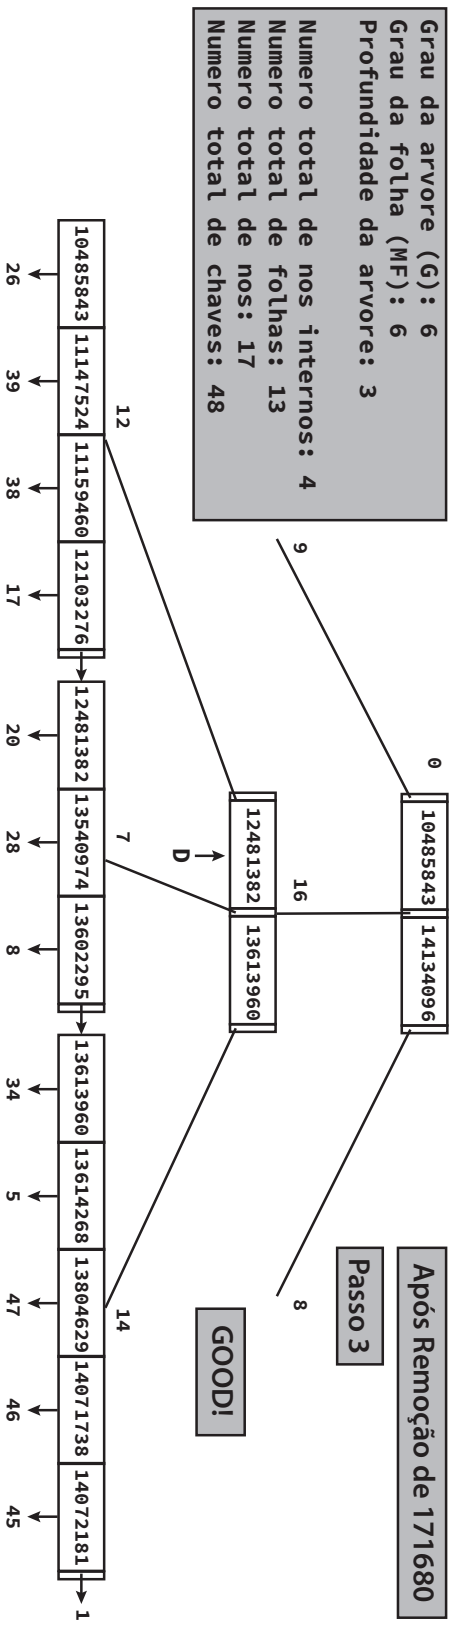 Grau da arvore (G): 6
Grau da folha (MF): 6
Profundidade da arvore: 3
Numero total de nos internos: 4
Numero total de folhas: 13
Numero total de nos: 17
Numero total de chaves: 48
Após Remoção de 171680
Passo 3
GOOD!
0
10485843 14134096
9 16 8
12481382 13613960
D
12 7 14
10485843 11147524 11159460 12103276 12481382 13540974 13602295 13613960 13614268 13804629 14071738 14072181 1
26 39 38 17 20 28 8 34 5 47 46 45